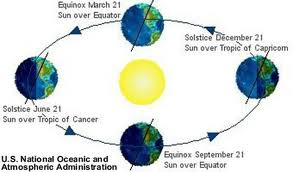 Equinox March 21
Sun over Equator
Solstice December 21
Sun over Tropic of Capricorn
Solstice June 21
Sun over Tropic of Cancer
Equinox September 21
Sun over Equator
U.S. National Oceanic and
Atmospheric Administration